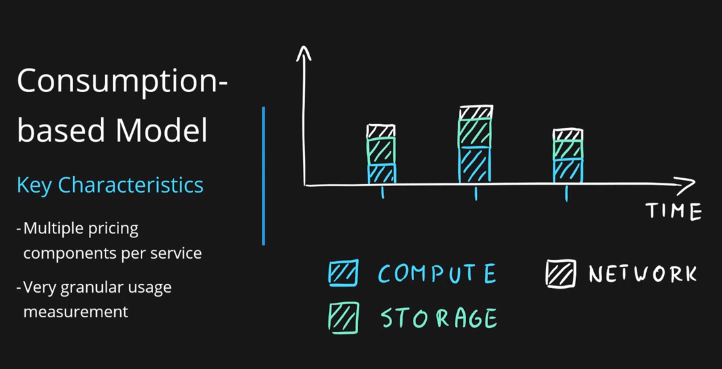 Consumption-
based Model
Key Characteristics
- Multiple pricing
components per service
- Very granular usage
measurement
TIME
COMPUTE
NETWORK
STORAGE